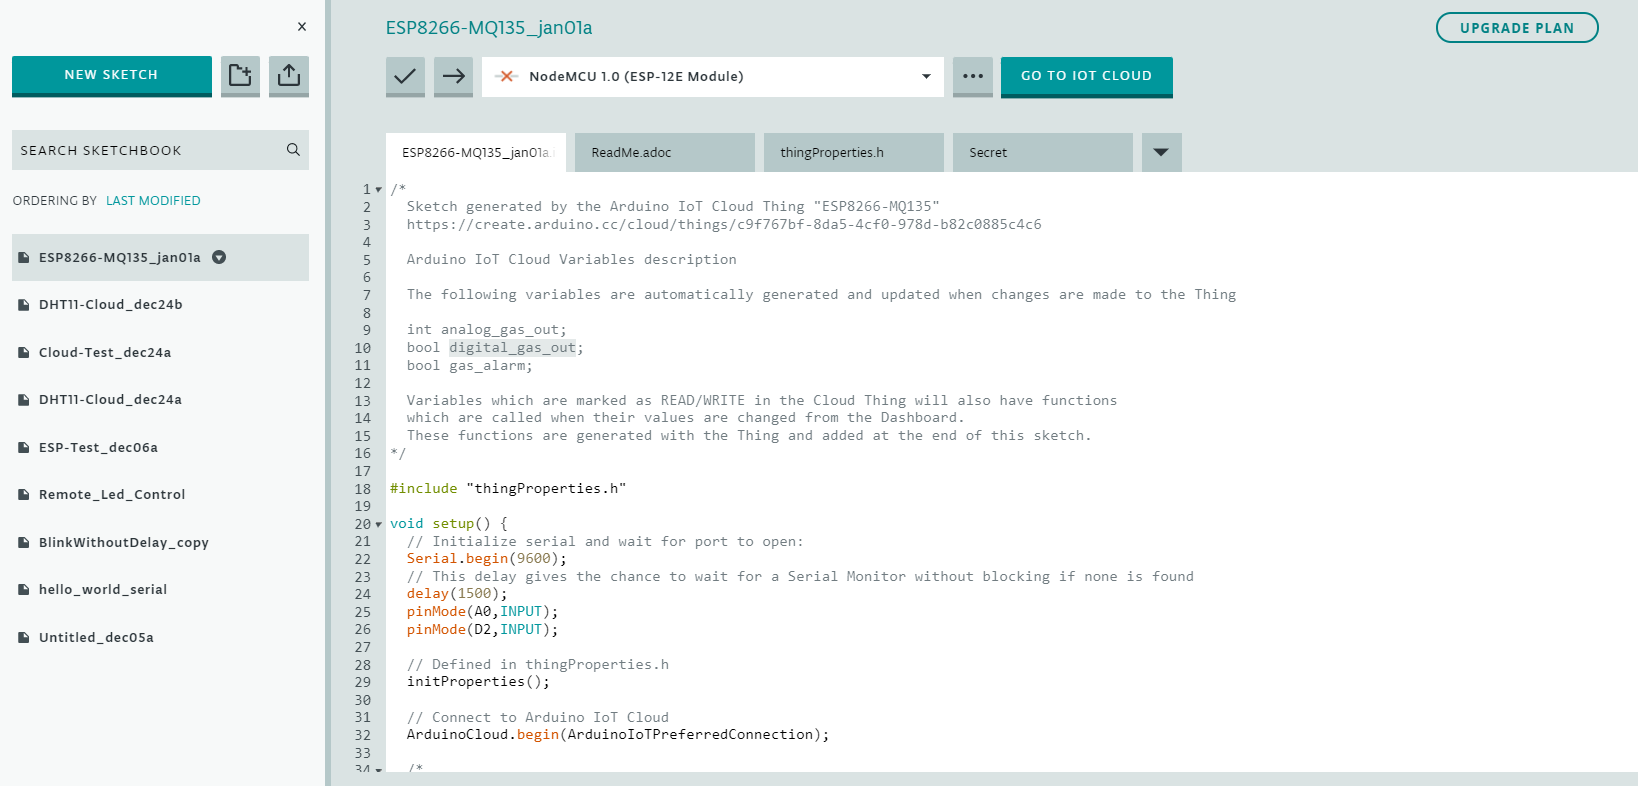 ×
NEW SKETCH
SEARCH SKETCHBOOK
ORDERING BY LAST MODIFIED
ESP8266-MQ135_jan01a
DHT11-Cloud_dec24b
Cloud-Test_dec24a
DHT11-Cloud_dec24a
ESP-Test_dec06a
Remote_Led_Control
BlinkWithoutDelay_copy
hello_world_serial
Untitled_dec05a
ESP8266-MQ135_jan01a
UPGRADE PLAN
NodeMCU 1.0 (ESP-12E Module)
GO TO IOT CLOUD
ESP8266-MQ135_jan01a.i
ReadMe.adoc
thingProperties.h
Secret
1 /*
2 Sketch generated by the Arduino IoT Cloud Thing "ESP8266-MQ135"
3 https://create.arduino.cc/cloud/things/c9f767bf-8da5-4cf0-978d-b82c0885c4c6
4
5 Arduino IoT Cloud Variables description
6
7 The following variables are automatically generated and updated when changes are made to the Thing
8
9 int analog_gas_out;
10 bool digital_gas_out;
11 bool gas_alarm;
12
13 Variables which are marked as READ/WRITE in the Cloud Thing will also have functions
14 which are called when their values are changed from the Dashboard.
15 These functions are generated with the Thing and added at the end of this sketch.
16 */
17
18 #include "thingProperties.h"
19
20 void setup() {
21 // Initialize serial and wait for port to open:
22 Serial.begin(9600);
23 // This delay gives the chance to wait for a Serial Monitor without blocking if none is found
24 delay(1500);
25 pinMode(A0,INPUT);
26 pinMode(D2,INPUT);
27
28 // Defined in thingProperties.h
29 initProperties();
30
31 // Connect to Arduino IoT Cloud
32 ArduinoCloud.begin(ArduinoIoTPreferredConnection);
33
34 /*